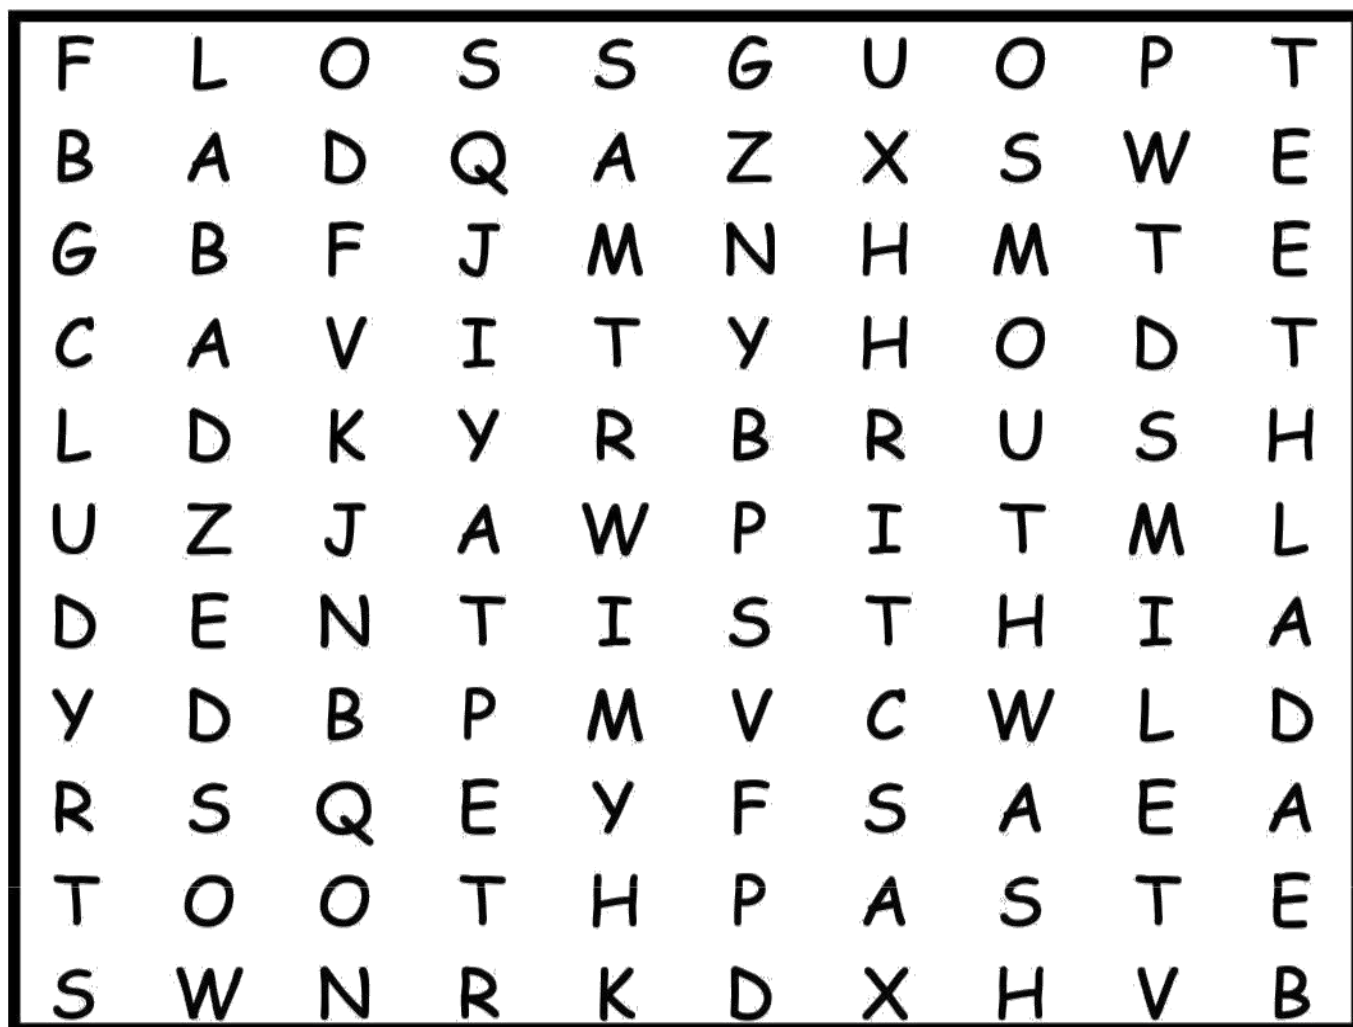 F L O S S G U O P T
B A D Q A Z X S W E
G B F J M N H M T E
C A V I T Y H O D T
L D K Y R B R U S H
U Z J A W P I T M L
D E N T I S T H I A
Y D B P M V C W L D
R S Q E Y F S A E A
T O O T H P A S T E
S W N R K D X H V B